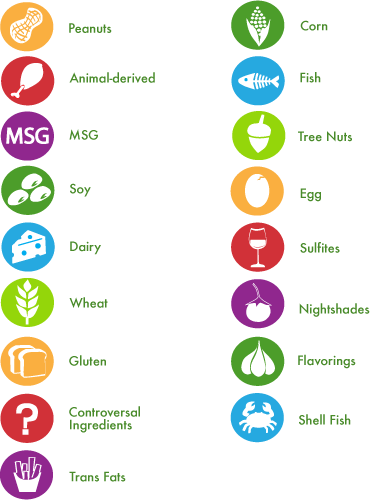 Peanuts
Animal-derived
MSG
MSG
Soy
Dairy
Wheat
Gluten
Controversal
Ingredients
Trans Fats
Corn
Fish
Tree Nuts
Egg
Sulfites
Nightshades
Flavorings
Shell Fish